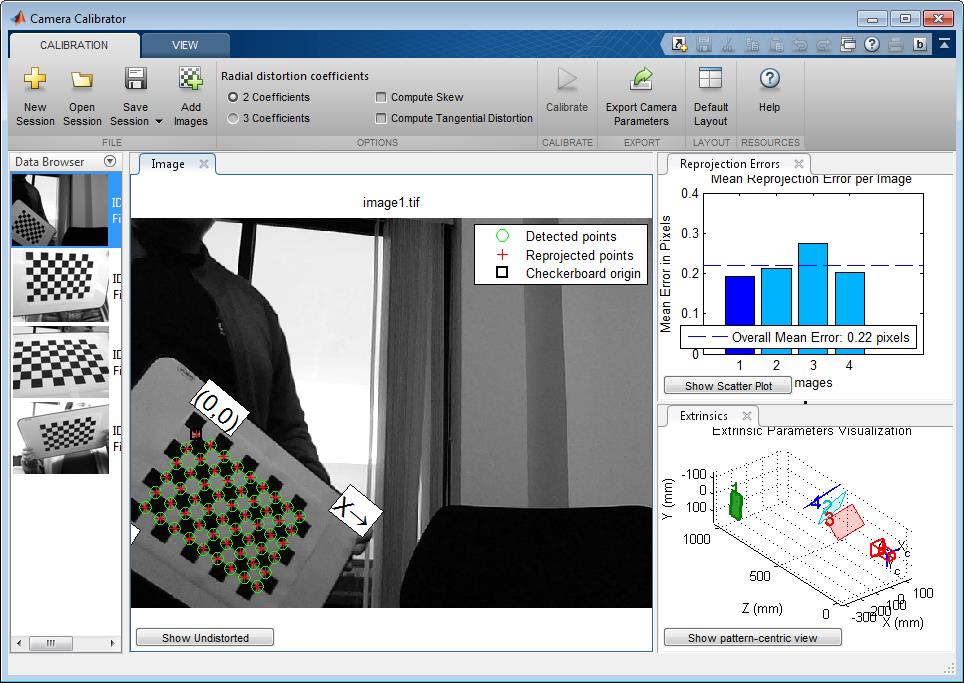 Camera Calibrator
CALIBRATION
VIEW
New Session
Open Session
Save Session
Add Images
FILE
Radial distortion coefficients
2 Coefficients
3 Coefficients
Compute Skew
Compute Tangential Distortion
OPTIONS
Calibrate
CALIBRATE
Export Camera Parameters
EXPORT
Default Layout
LAYOUT
Help
RESOURCES
Data Browser
ID
Fi
ID
Fi
ID
Fi
ID
Fi
Image
image1.tif
Detected points
Reprojected points
Checkerboard origin
(0,0)
X→
Show Undistorted
Reprojection Errors
Mean Reprojection Error per Image
Mean Error in Pixels
0.4
0.3
0.2
0.1
0
Overall Mean Error: 0.22 pixels
1 2 3 4
Show Scatter Plot
mages
Extrinsics
Extrinsic Parameters Visualization
Y (mm)
-100
0
100
1
4
2
3
1000
500
0
Z (mm)
-300
-200
-100
0
100
X (mm)
Show pattern-centric view